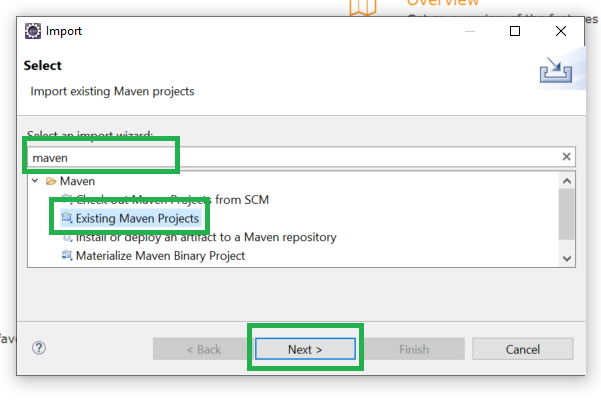 Overview
features
Import
Select
Import existing Maven projects
Select an import wizard:
maven
Maven
Check out Maven Projects from SCM
Existing Maven Projects
Install or deploy an artifact to a Maven repository
Materialize Maven Binary Project
< Back
Next >
Finish
Cancel